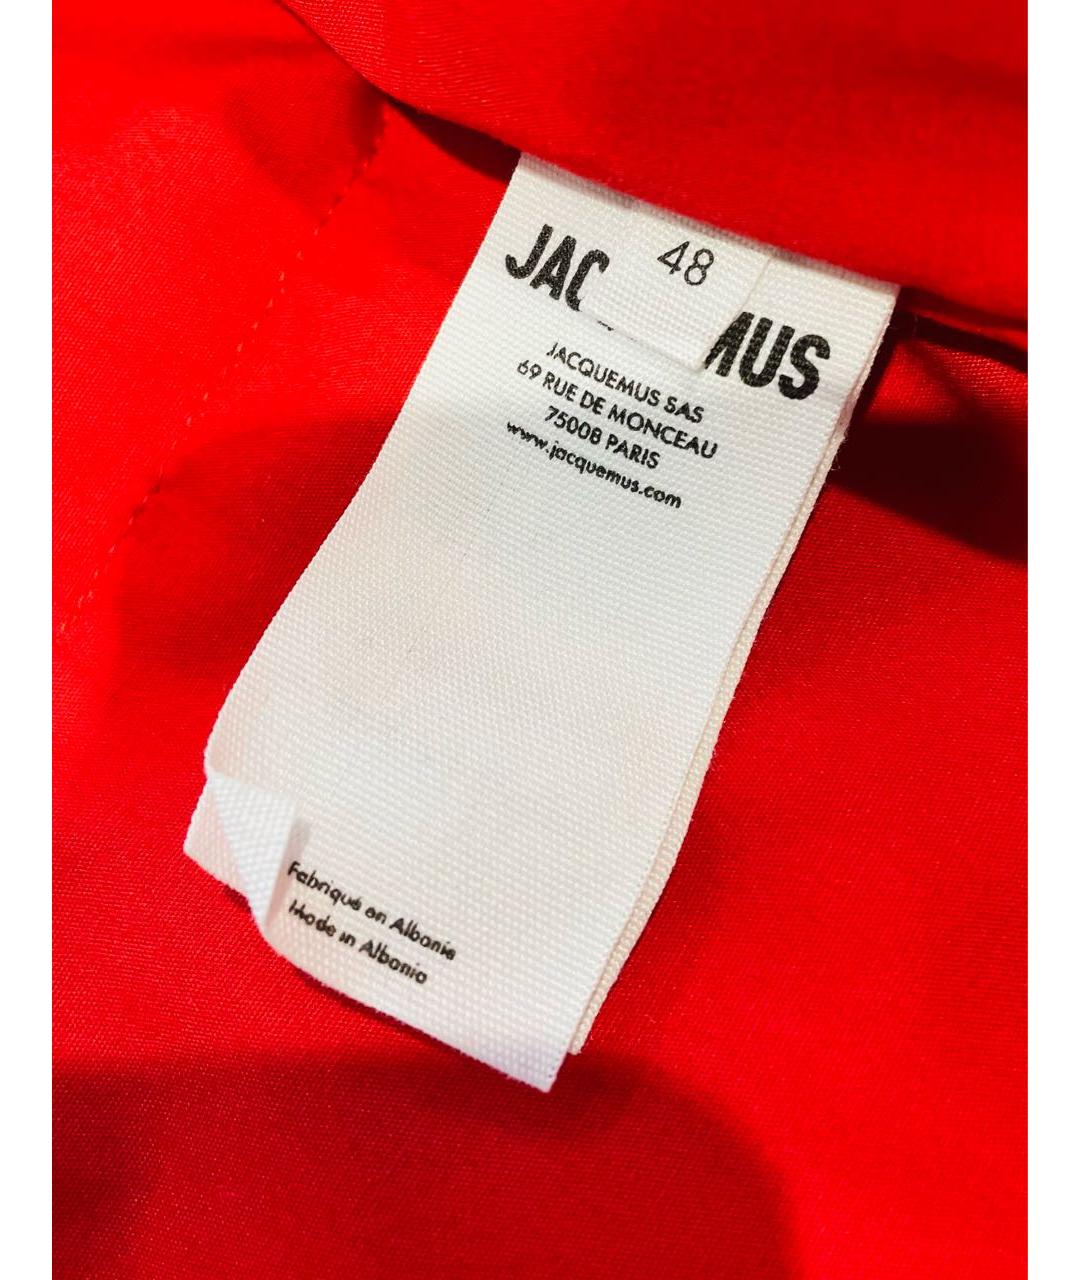 48
JAC MUS
JACQUEMUS SAS
69 RUE DE MONCEAU
75008 PARIS
www.jacquemus.com
Fabriqué en Albanie
Made in Albania